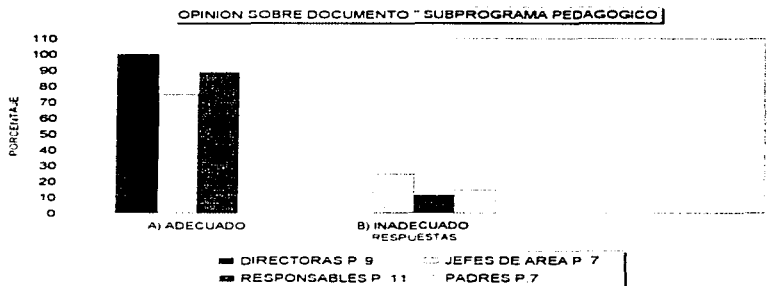 OPINION SOBRE DOCUMENTO " SUBPROGRAMA PEDAGOGICO
110
100
90
80
70
60
50
40
30
20
10
0
PORCENTAJE
A) ADECUADO
B) INADECUADO
RESPUESTAS
DIRECTORAS P. 9
JEFES DE AREA P. 7
RESPONSABLES P. 11
PADRES P.7